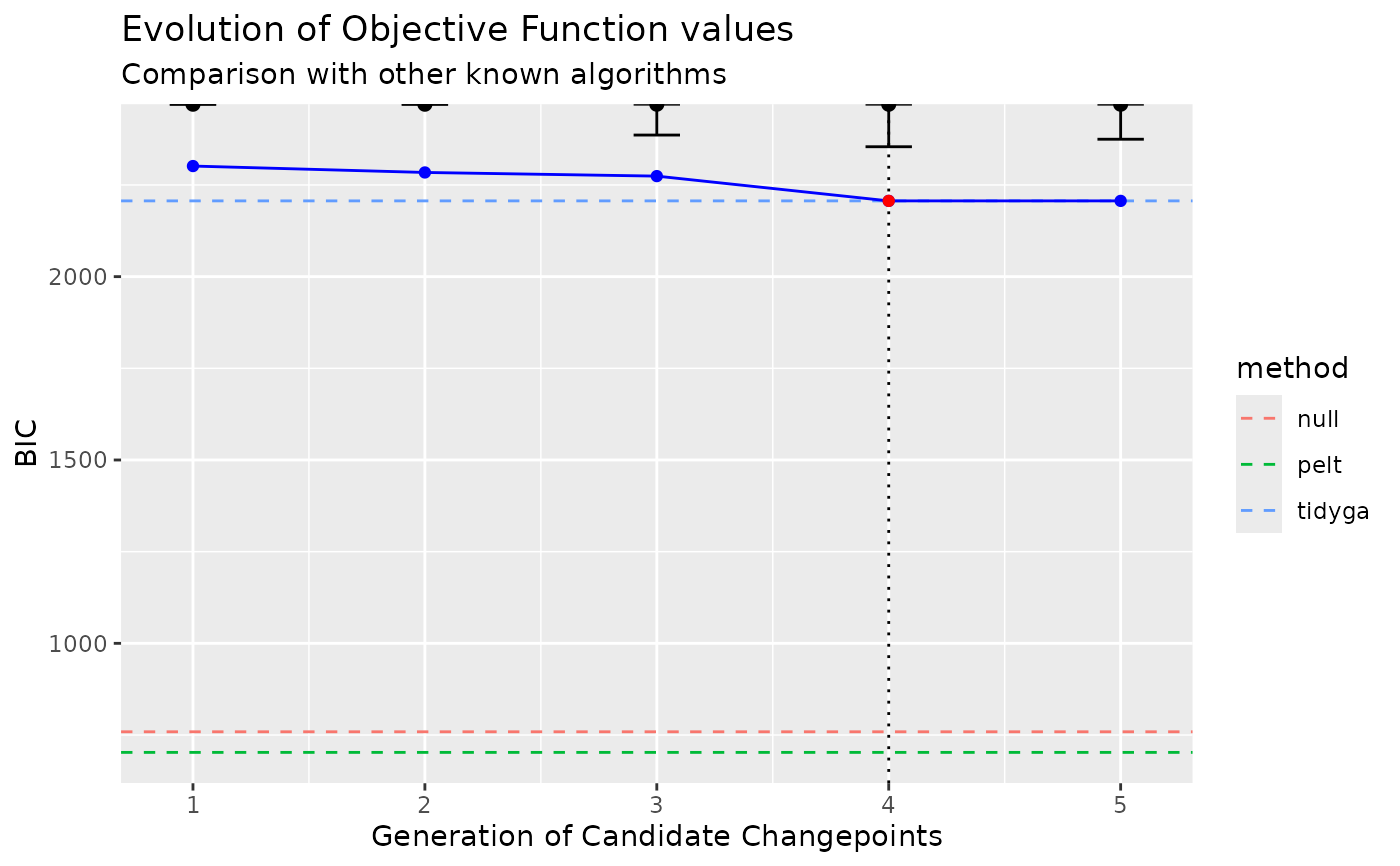 Evolution of Objective Function values
Comparison with other known algorithms
BIC
2000
1500
1000
1 2 3 4 5
Generation of Candidate Changepoints
method
null
pelt
tidyga